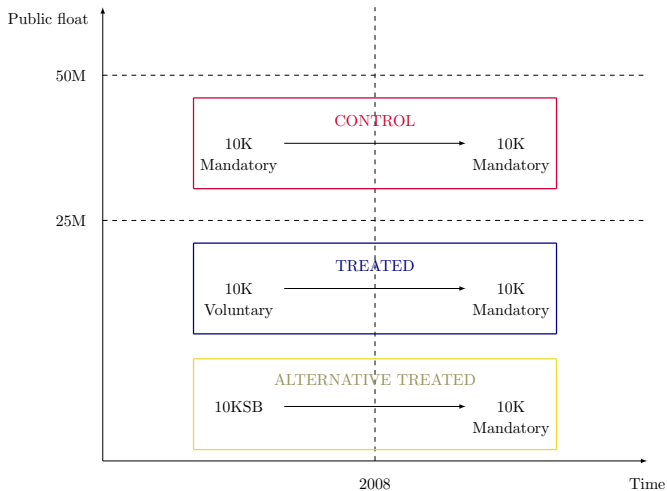 Public float
50M
CONTROL
10K
10K
Mandatory
Mandatory
25M
TREATED
10K
10K
Voluntary
Mandatory
ALTERNATIVE TREATED
10KSB
10K
Mandatory
2008
Time